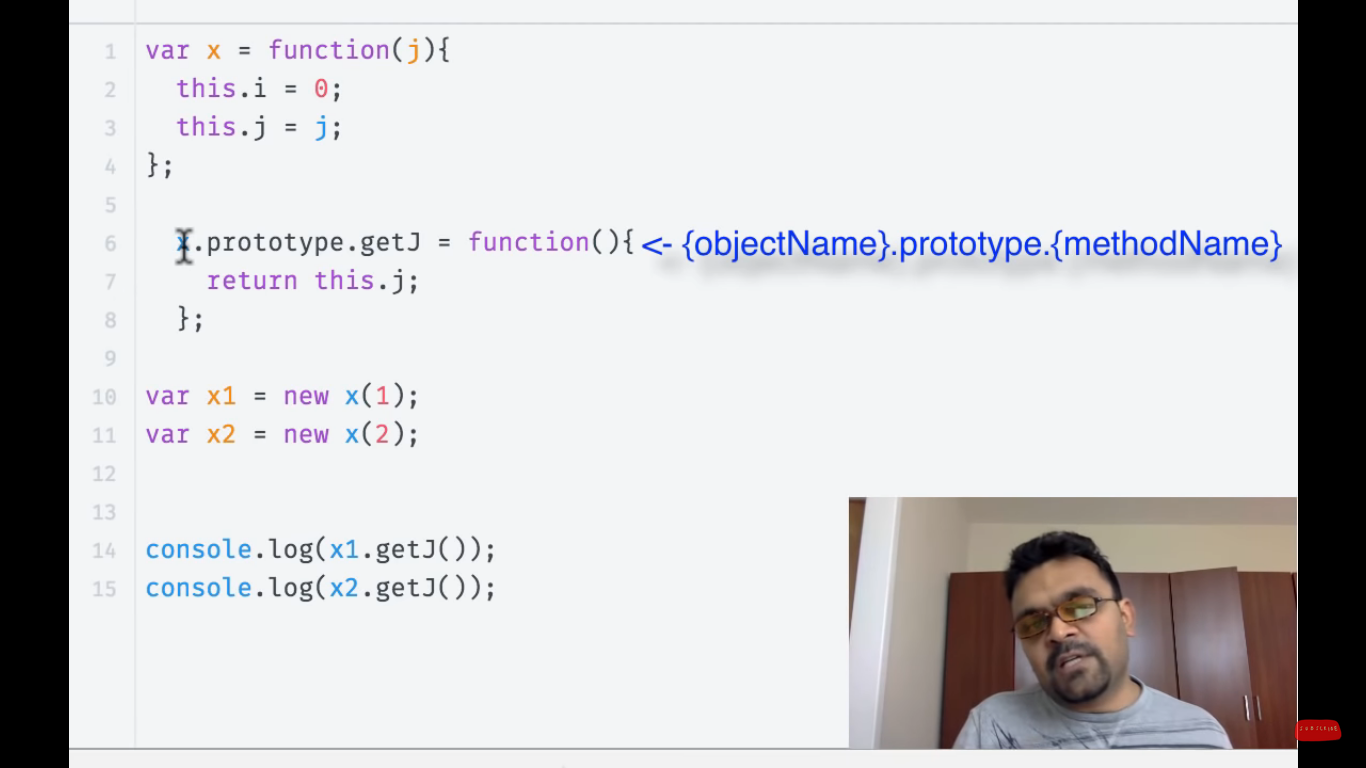 1 var x = function(j){
2 this.i = 0;
3 this.j = j;
4 };
5
6 x.prototype.getJ = function(){ <- {objectName}.prototype.{methodName}
7 return this.j;
8 };
9
10 var x1 = new x(1);
11 var x2 = new x(2);
12
13
14 console.log(x1.getJ());
15 console.log(x2.getJ());
SUBSCRIBE